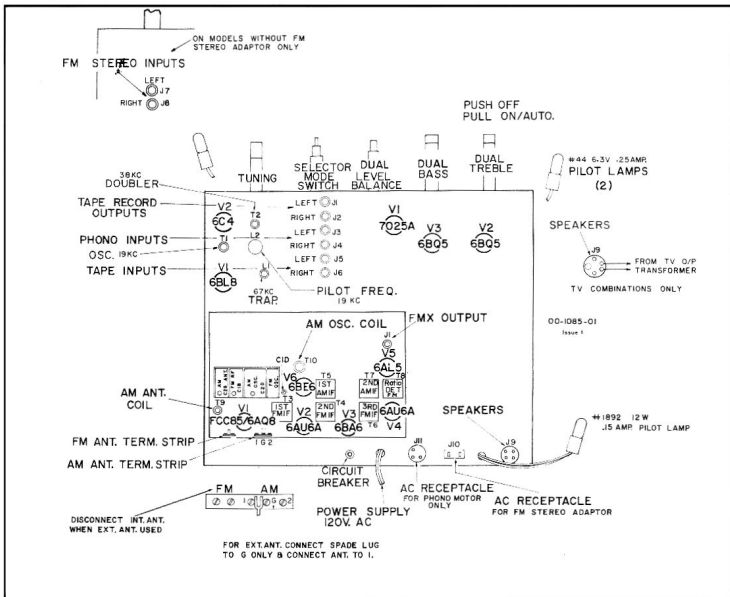 ON MODELS WITHOUT FM
STEREO ADAPTOR ONLY
FM STEREO INPUTS
LEFT
J7
RIGHT J8
PUSH OFF
PULL ON/AUTO.
38KC
DOUBLER
TUNING
SELECTOR
MODE
SWITCH
DUAL
LEVEL
BALANCE
DUAL
BASS
DUAL
TREBLE
#44 6.3V .25AMP.
PILOT LAMPS
(2)
TAPE RECORD
OUTPUTS
V2
6C4
T2
LEFT J1
RIGHT J2
V1
7025A
V3
6BQ5
V2
6BQ5
SPEAKERS
J9
FROM TV O/P
TRANSFORMER
TV COMBINATIONS ONLY
PHONO INPUTS
T1
OSC. 19KC
L2
LEFT J3
RIGHT J4
TAPE INPUTS
V1
6BL8
L1
LEFT J5
RIGHT J6
67KC
TRAP.
PILOT FREQ.
19 KC
00-1085-01
Issue 1
AM OSC. COIL
FMX OUTPUT
C1D
T10
J1
V5
6AL5
V6
6BE6
T5
1ST
AMIF
T7
2ND
AMIF
T8
Ratio
DET
FM
AM ANT.
COIL
T9
V1
FCC85/6AQ8
T3
1ST
FMIF
V2
6AU6A
2ND
FMIF
T4
V3
6BA6
3RD
FMIF
T6
6AU6A
V4
SPEAKERS
J9
#1892 12W
.15 AMP. PILOT LAMP
FM ANT. TERM. STRIP
AM ANT. TERM. STRIP
1 G 2
CIRCUIT
BREAKER
POWER SUPPLY
120V. AC
J11
AC RECEPTACLE
FOR PHONO MOTOR
ONLY
J10
AC RECEPTACLE
FOR FM STEREO ADAPTOR
FM AM
1 G 2
DISCONNECT INT. ANT.
WHEN EXT. ANT. USED
FOR EXT. ANT. CONNECT SPADE LUG
TO G ONLY & CONNECT ANT. TO 1.